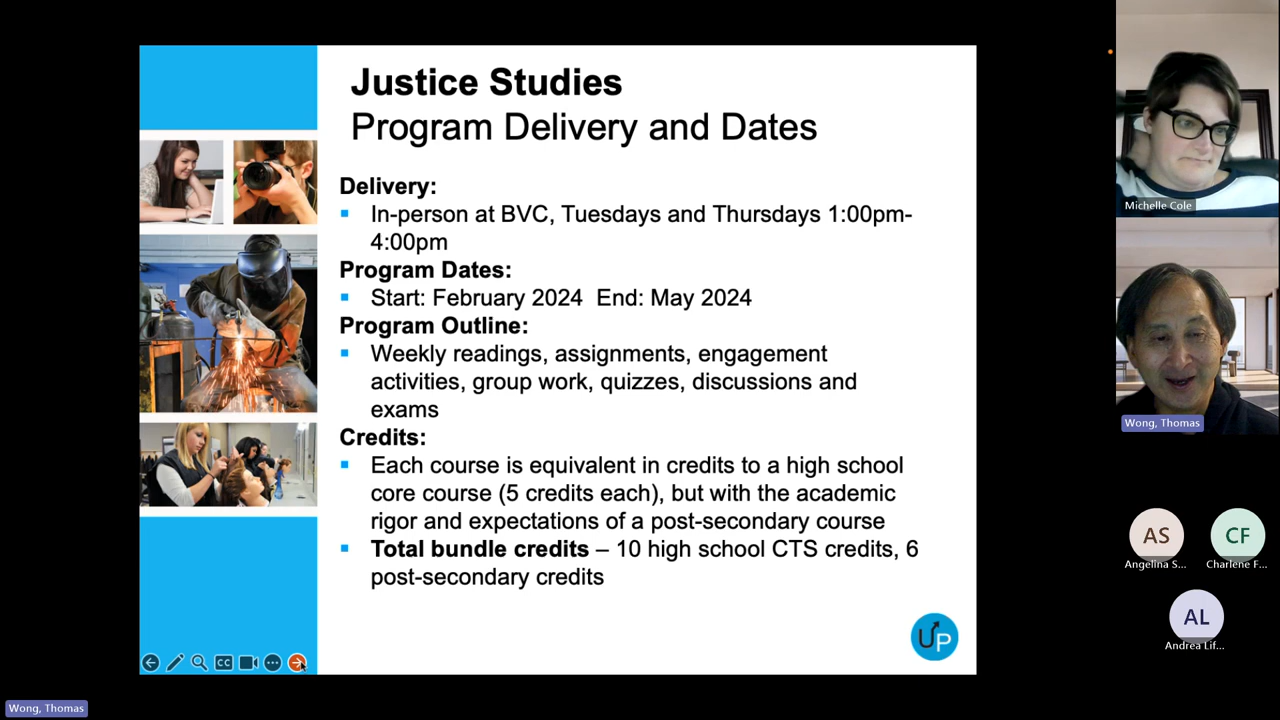 Justice Studies
Program Delivery and Dates
Delivery:
In-person at BVC, Tuesdays and Thursdays 1:00pm-
4:00pm
Program Dates:
Start: February 2024 End: May 2024
Program Outline:
Weekly readings, assignments, engagement
activities, group work, quizzes, discussions and
exams
Credits:
Each course is equivalent in credits to a high school
core course (5 credits each), but with the academic
rigor and expectations of a post-secondary course
Total bundle credits – 10 high school CTS credits, 6
post-secondary credits
UP
CC
Michelle Cole
Wong, Thomas
AS
CF
Angelina S...
Charlene F...
AL
Andrea Lif...
Wong, Thomas